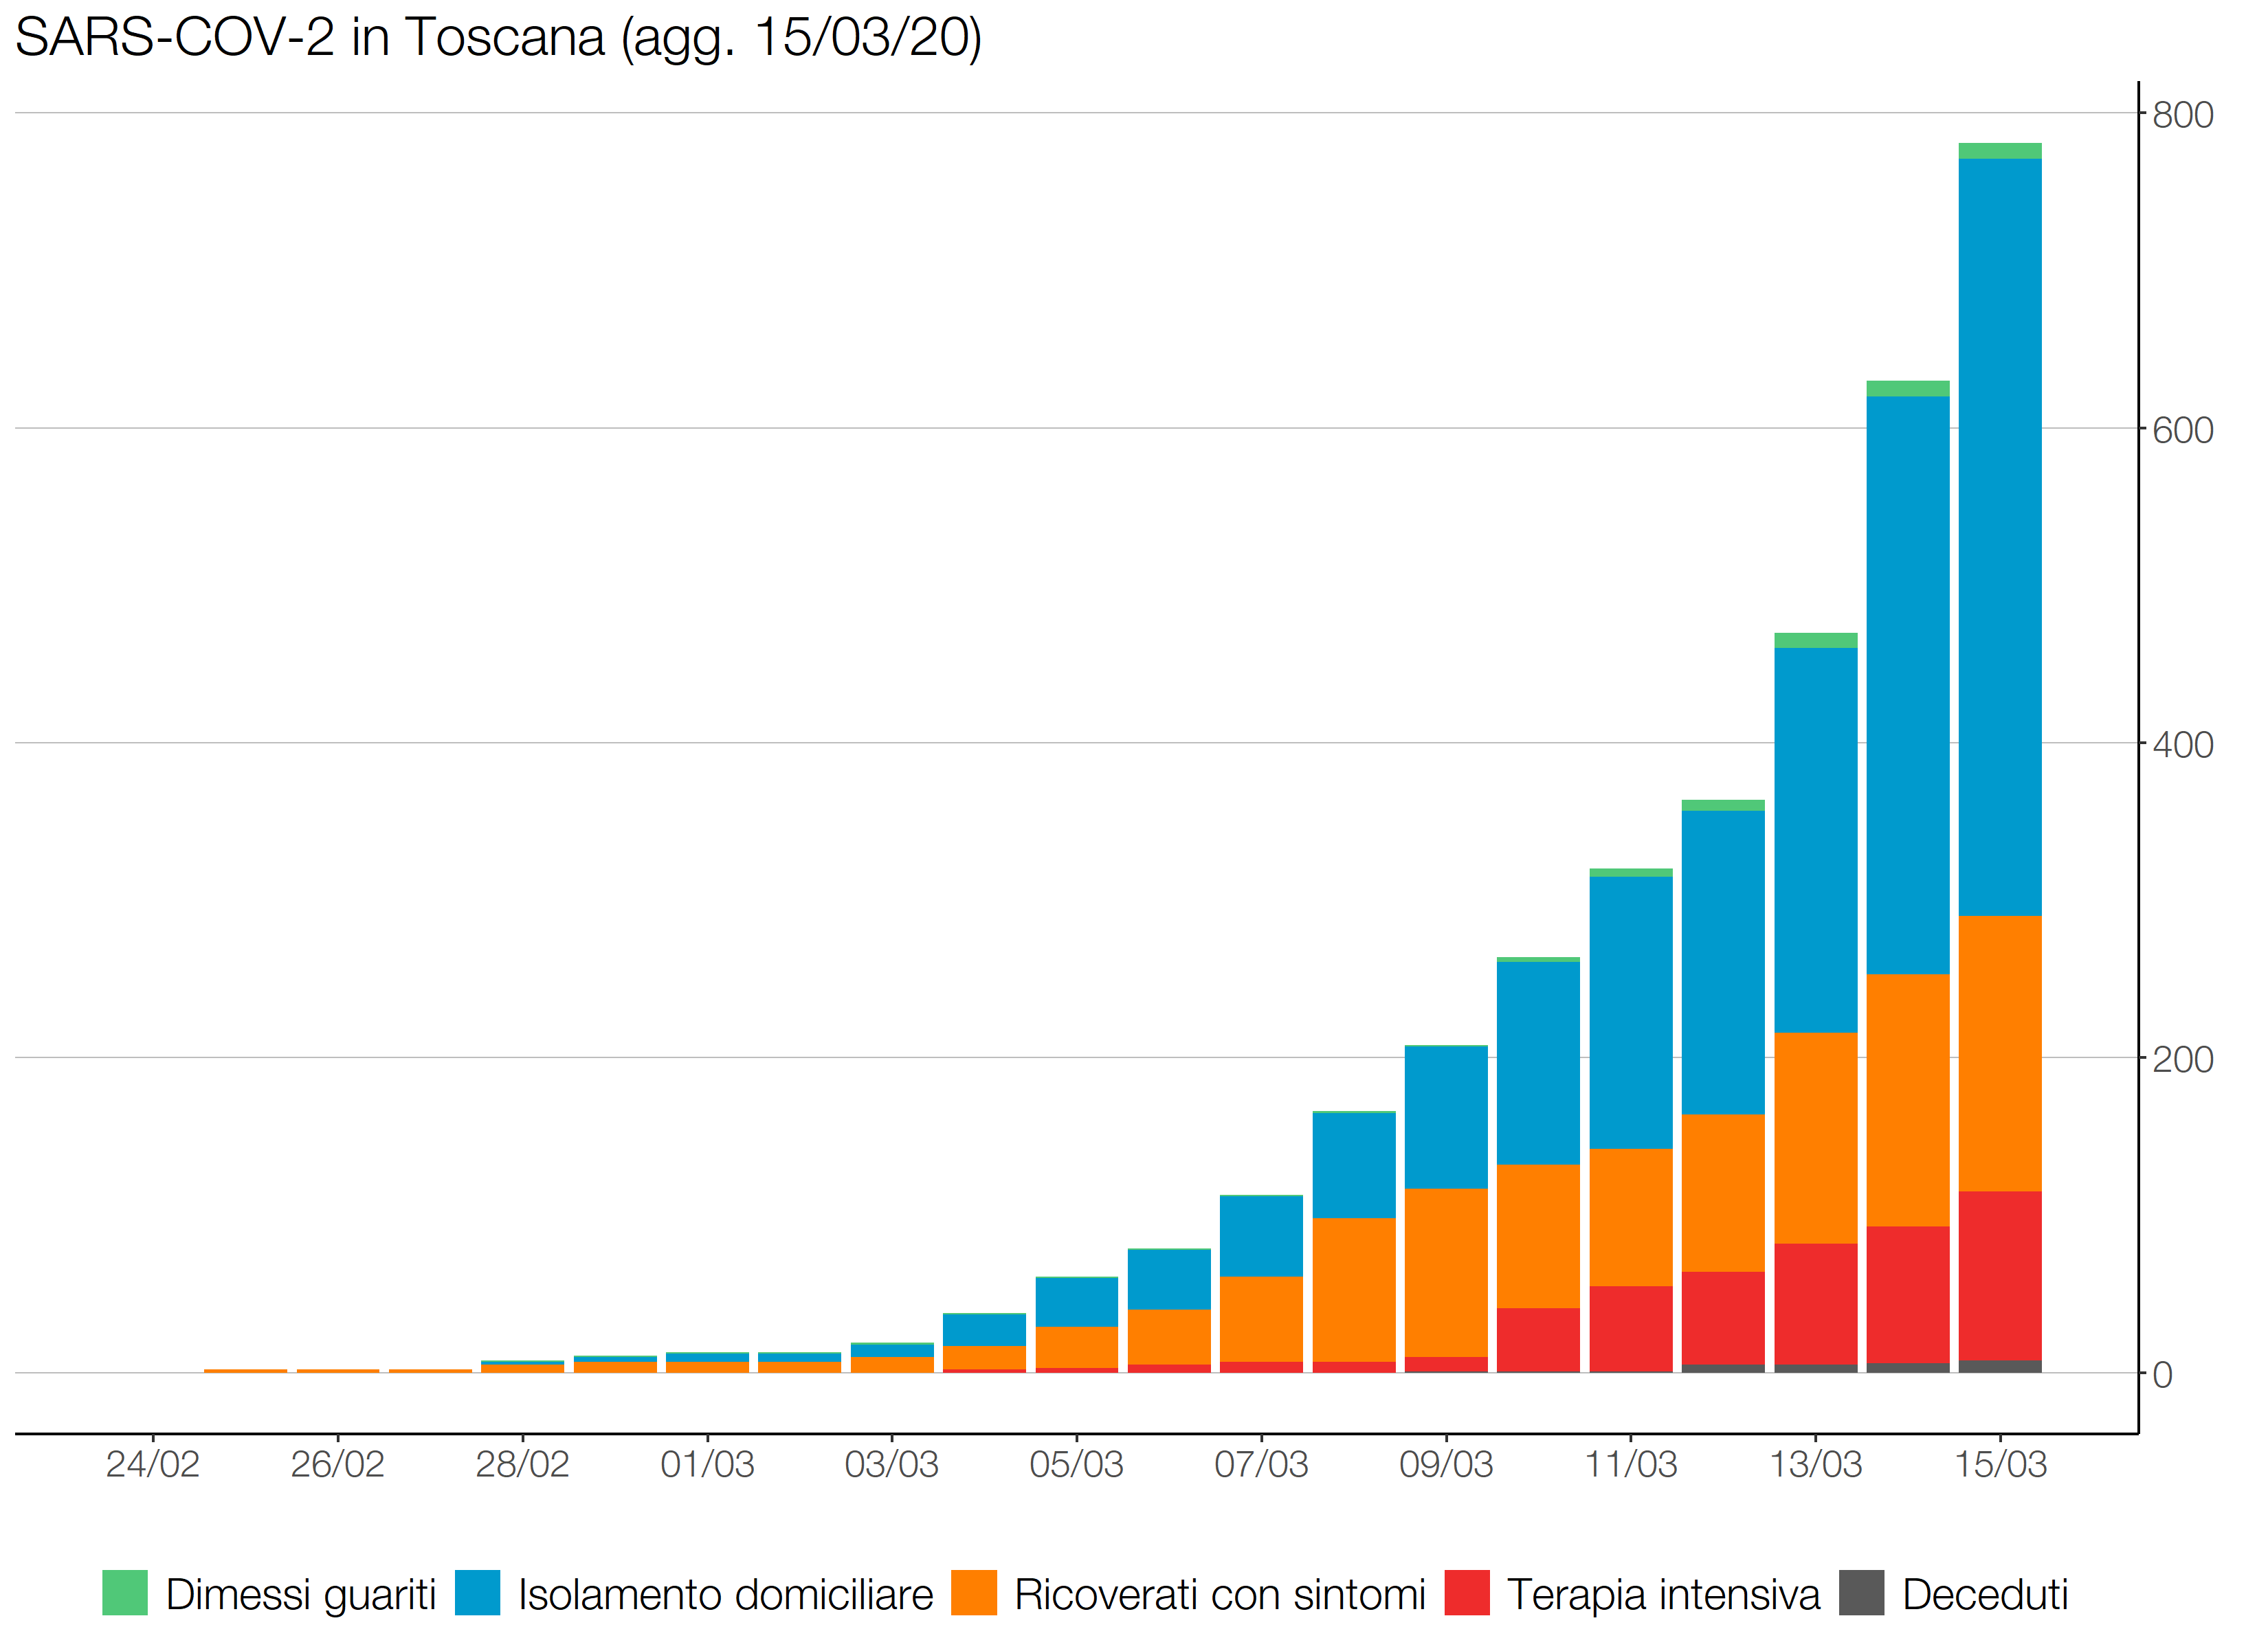 SARS-COV-2 in Toscana (agg. 15/03/20)
800
600
400
200
0
24/02 26/02 28/02 01/03 03/03 05/03 07/03 09/03 11/03 13/03 15/03
Dimessi guariti Isolamento domiciliare Ricoverati con sintomi Terapia intensiva Deceduti